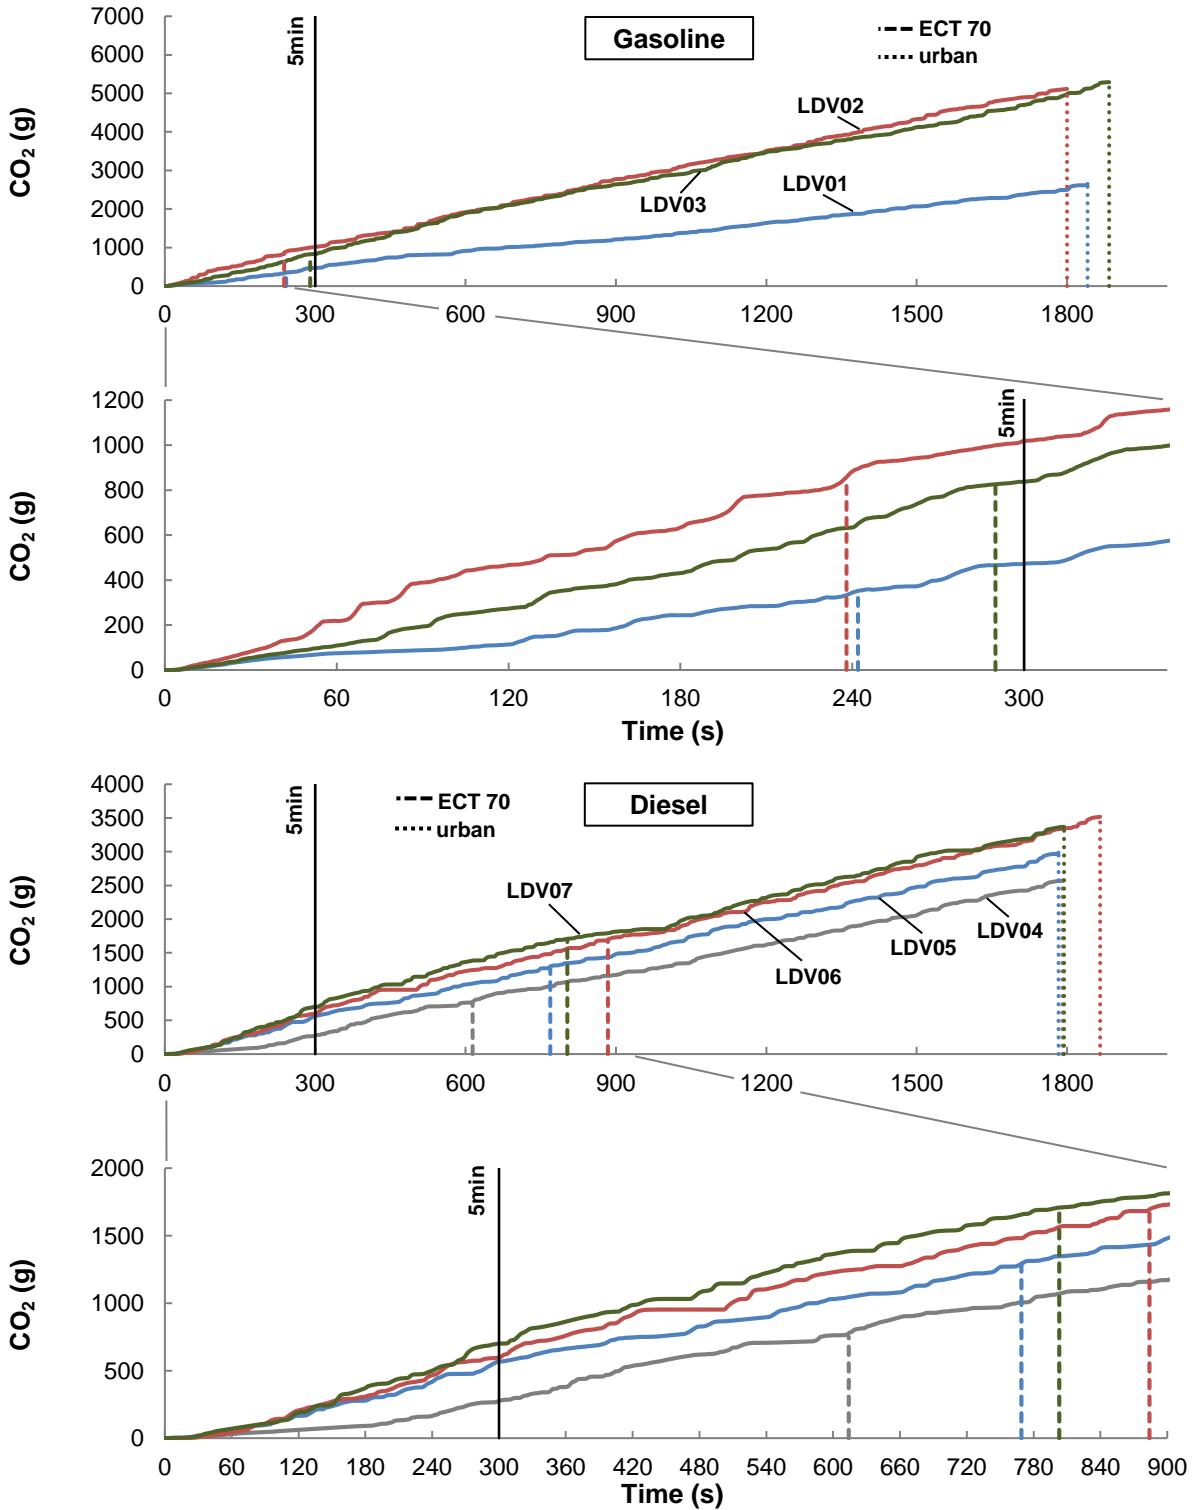 7000
6000
5000
4000
3000
2000
1000
0
CO2 (g)
5min
Gasoline
ECT 70
urban
LDV02
LDV03
LDV01
0 300 600 900 1200 1500 1800
1200
1000
800
600
400
200
0
CO2 (g)
5min
0 60 120 180 240 300
Time (s)
4000
3500
3000
2500
2000
1500
1000
500
0
CO2 (g)
5min
ECT 70
urban
Diesel
LDV07
LDV04
LDV05
LDV06
0 300 600 900 1200 1500 1800
2000
1500
1000
500
0
CO2 (g)
5min
0 60 120 180 240 300 360 420 480 540 600 660 720 780 840 900
Time (s)